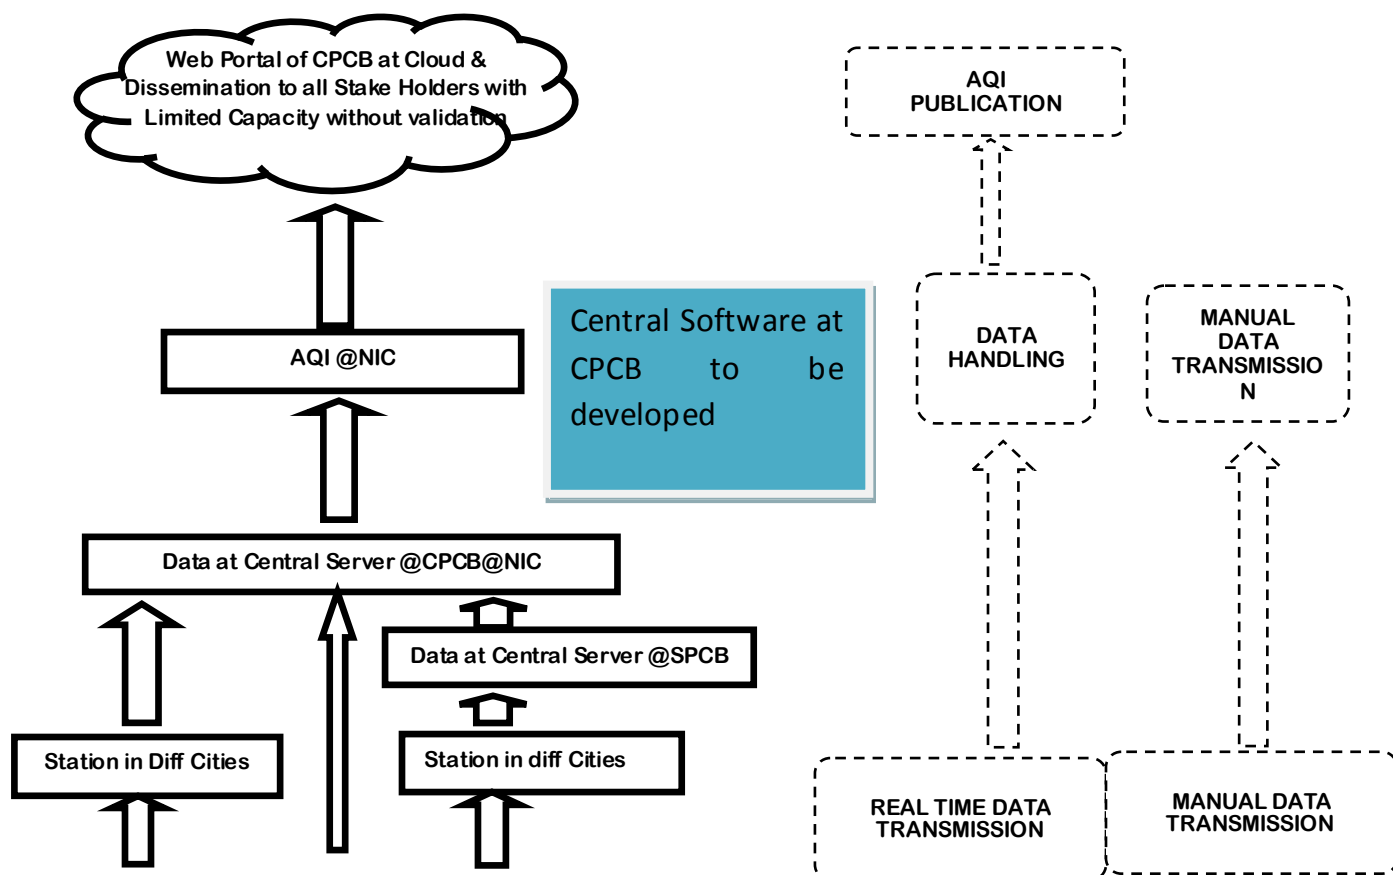 Web Portal of CPCB at Cloud &
Dissemination to all Stake Holders with
Limited Capacity without validation
AQI
PUBLICATION
AQI @NIC
Central Software at
CPCB to be
developed
DATA
HANDLING
MANUAL
DATA
TRANSMISSIO
N
Data at Central Server @CPCB@NIC
Data at Central Server @SPCB
Station in Diff Cities
Station in diff Cities
REAL TIME DATA
TRANSMISSION
MANUAL DATA
TRANSMISSION